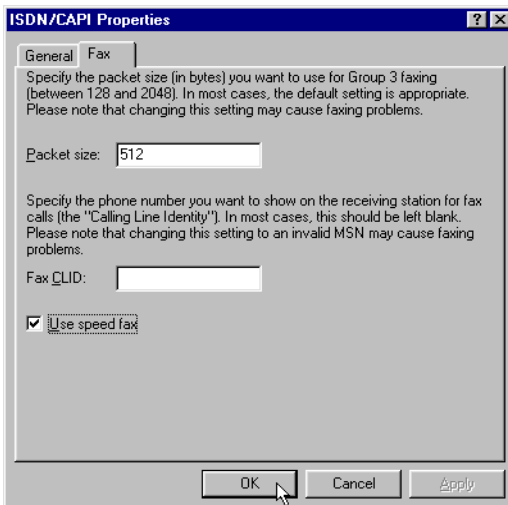 ISDN/CAPI Properties
General Fax
Specify the packet size (in bytes) you want to use for Group 3 faxing
(between 128 and 2048). In most cases, the default setting is appropriate.
Please note that changing this setting may cause faxing problems.
Packet size: 512
Specify the phone number you want to show on the receiving station for fax
calls (the "Calling Line Identity"). In most cases, this should be left blank.
Please note that changing this setting to an invalid MSN may cause faxing
problems.
Fax CLID:
Use speed fax
OK Cancel Apply